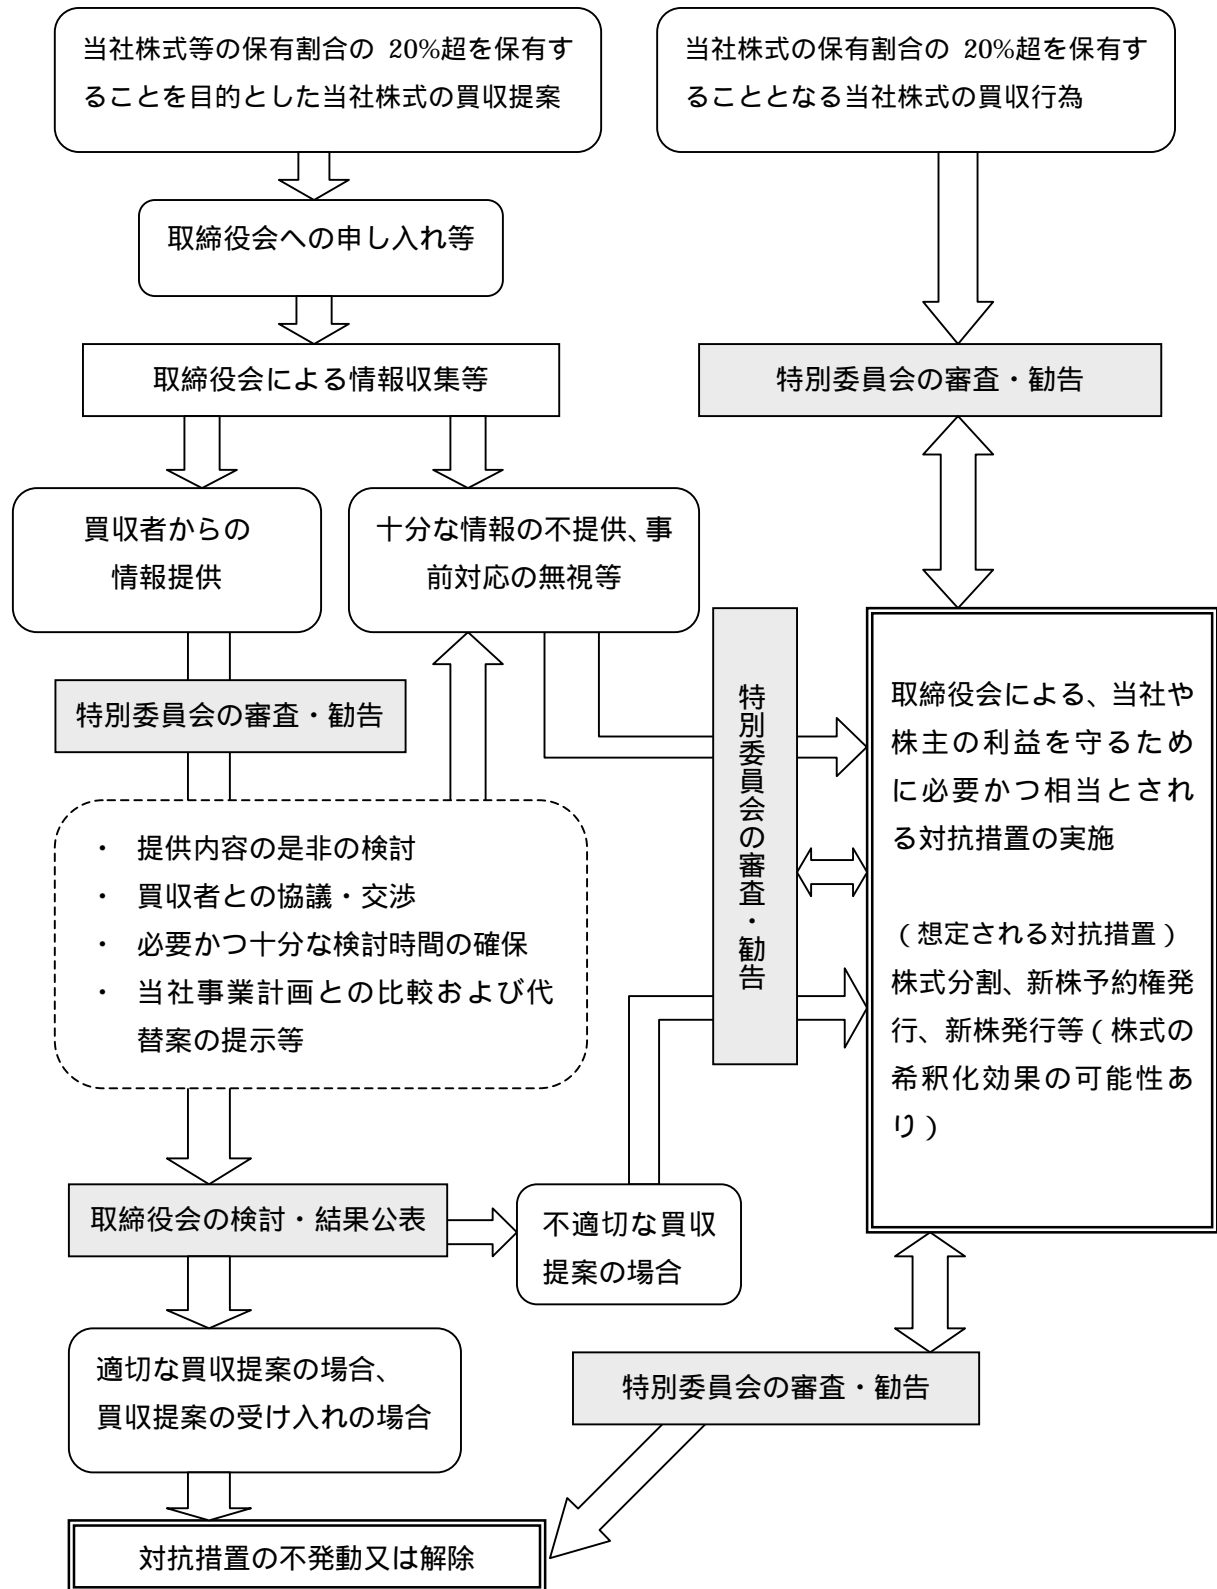 当社株式等の保有割合の 20%超を保有す
ることを目的とした当社株式の買収提案
当社株式の保有割合の 20%超を保有す
ることとなる当社株式の買収行為
取締役会への申し入れ等
取締役会による情報収集等
特別委員会の審査・勧告
買収者からの
情報提供
十分な情報の不提供、事
前対応の無視等
特別委員会の審査・勧告
・ 提供内容の是非の検討
・ 買収者との協議・交渉
・ 必要かつ十分な検討時間の確保
・ 当社事業計画との比較および代
替案の提示等
特別委員会の審査・勧告
取締役会による、当社や
株主の利益を守るため
に必要かつ相当とされ
る対抗措置の実施
(想定される対抗措置)
株式分割、新株予約権発
行、新株発行等(株式の
希釈化効果の可能性あ
り)
取締役会の検討・結果公表
不適切な買収
提案の場合
適切な買収提案の場合、
買収提案の受け入れの場合
特別委員会の審査・勧告
対抗措置の不発動又は解除